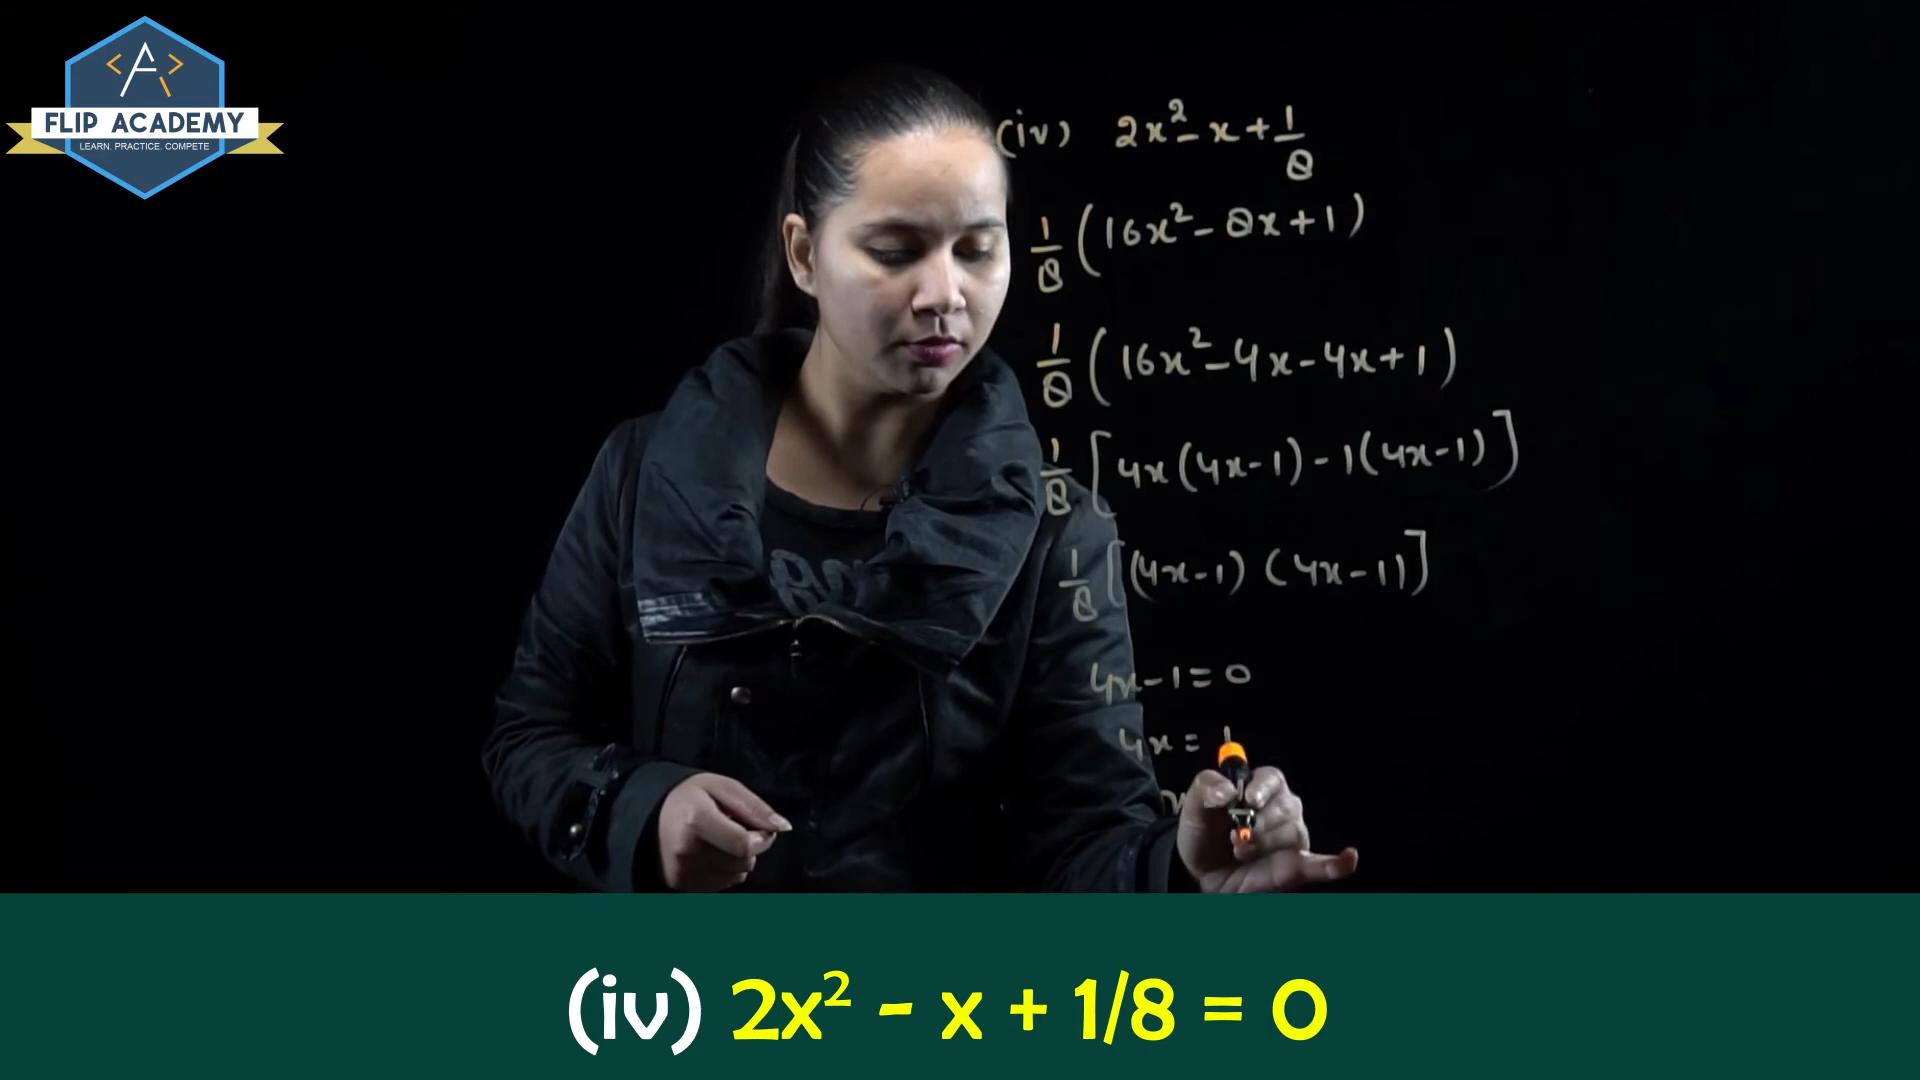 FLIP ACADEMY
LEARN. PRACTICE. COMPETE
(iv) 2x² - x + 1/8
1/8 (16x² - 8x + 1)
1/8 (16x² - 4x - 4x + 1)
1/8 [4x(4x-1) - 1(4x-1)]
1/8 [(4x-1) (4x-1)]
4x-1 = 0
4x = 1
x
(iv) 2x² - x + 1/8 = 0